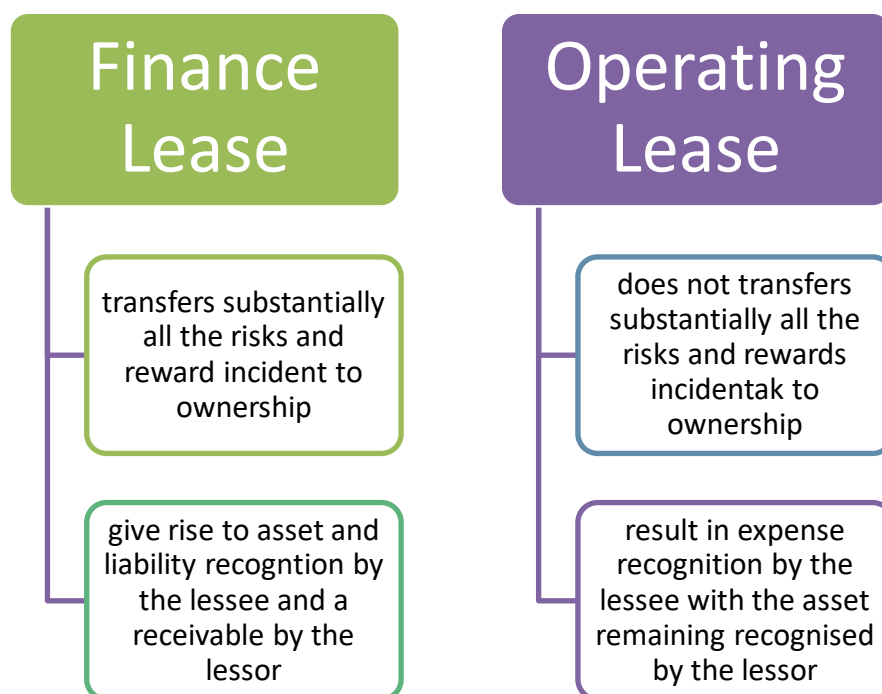 Finance
Lease
transfers substantially
all the risks and
reward incident to
ownership
give rise to asset and
liability recogntion by
the lessee and a
receivable by the
lessor
Operating
Lease
does not transfers
substantially all the
risks and rewards
incidentak to
ownership
result in expense
recognition by the
lessee with the asset
remaining recognised
by the lessor